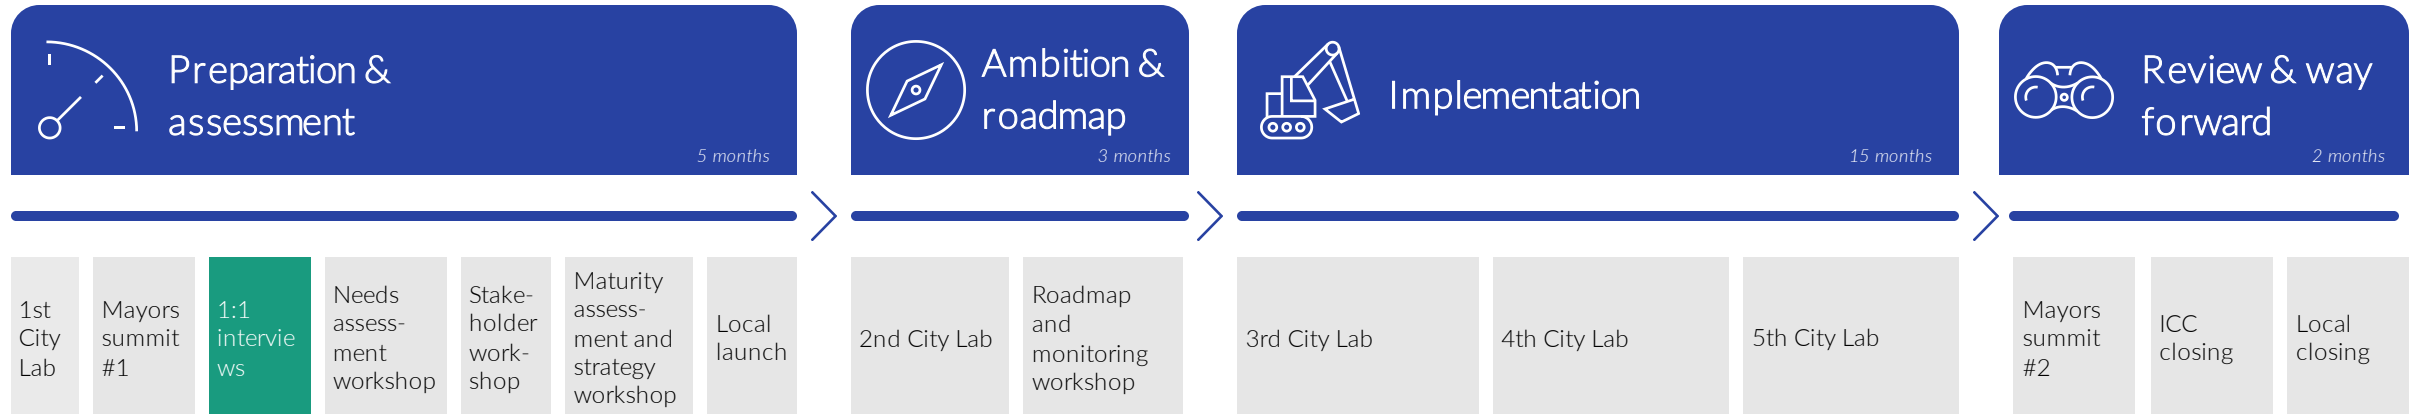 Preparation &
assessment
5 months
Ambition &
roadmap
3 months
Implementation
15 months
Review & way
forward
2 months
1st
City
Lab
Mayors
summit
#1
1:1
intervie
ws
Needs
assess-
ment
workshop
Stake-
holder
work-
shop
Maturity
assess-
ment and
strategy
workshop
Local
launch
2nd City Lab
Roadmap
and
monitoring
workshop
3rd City Lab
4th City Lab
5th City Lab
Mayors
summit
#2
ICC
closing
Local
closing